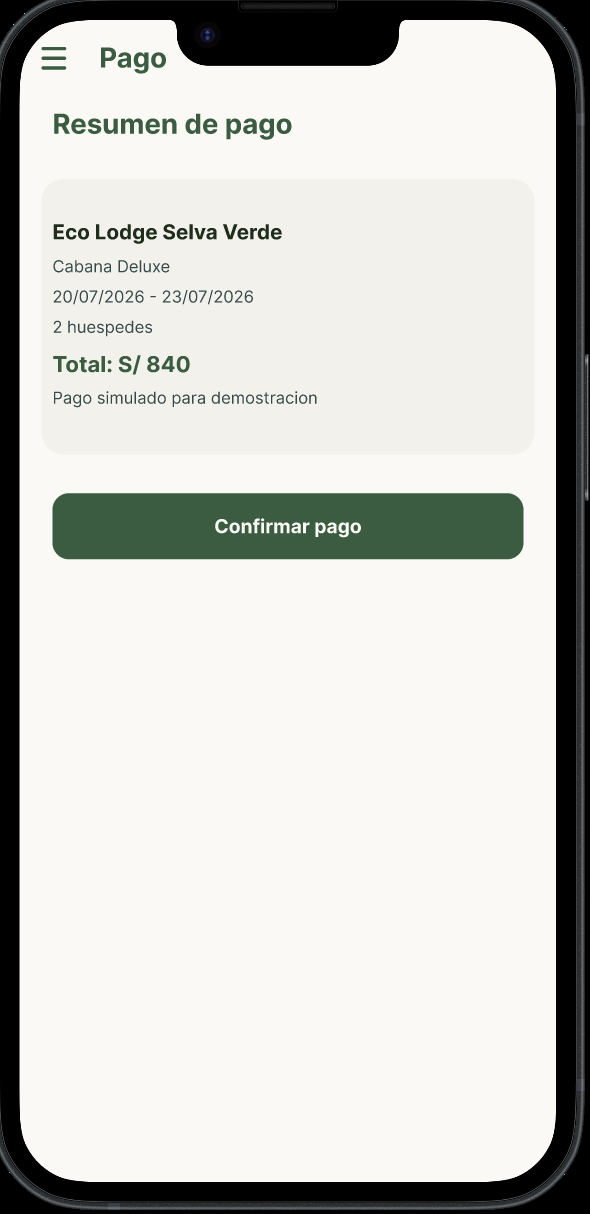 Pago
Resumen de pago
Eco Lodge Selva Verde
Cabana Deluxe
20/07/2026 - 23/07/2026
2 huespedes
Total: S/ 840
Pago simulado para demostracion
Confirmar pago